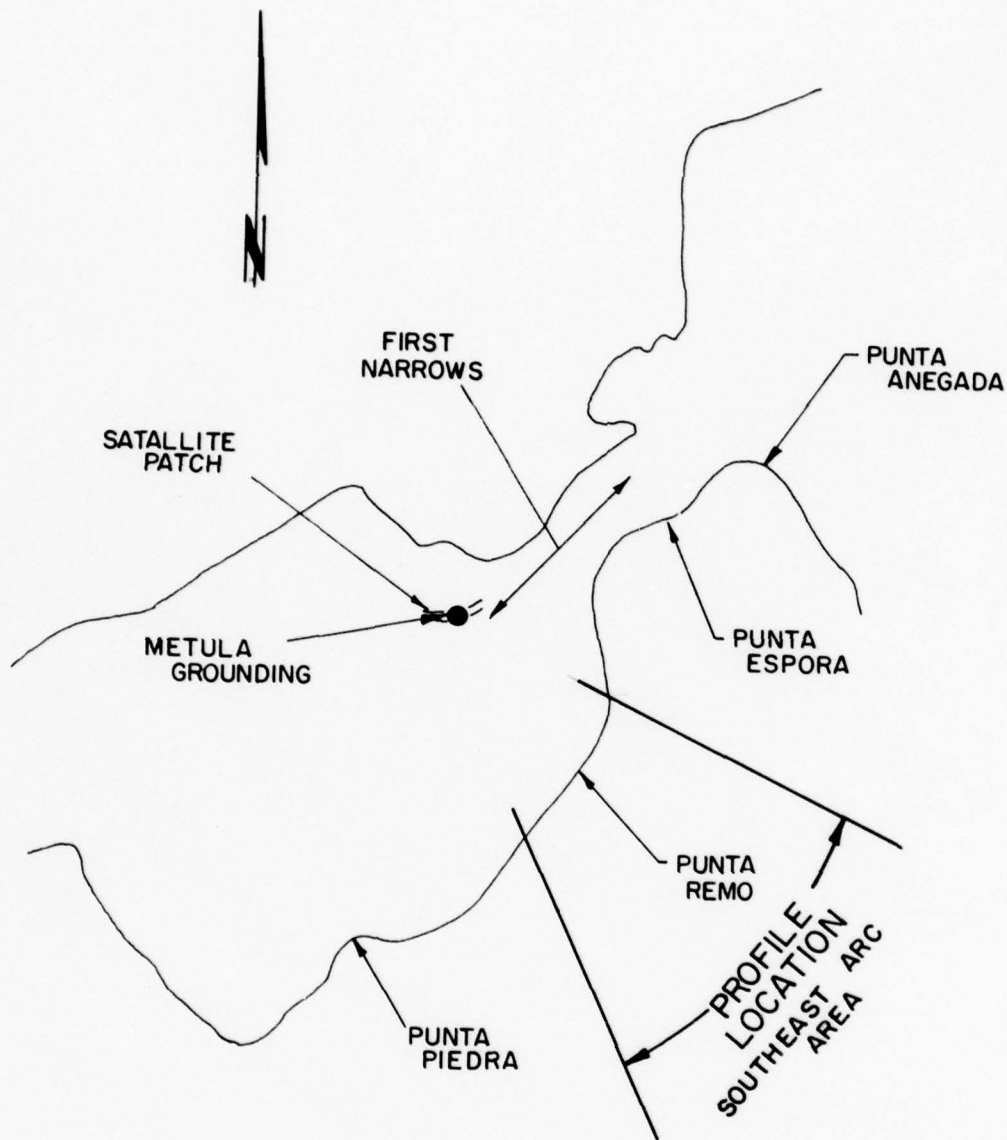 N
FIRST
NARROWS
PUNTA
ANEGADA
SATALLITE
PATCH
METULA
GROUNDING
PUNTA
ESPORA
PUNTA
REMO
PROFILE
LOCATION
SOUTHEAST ARC
AREA
PUNTA
PIEDRA